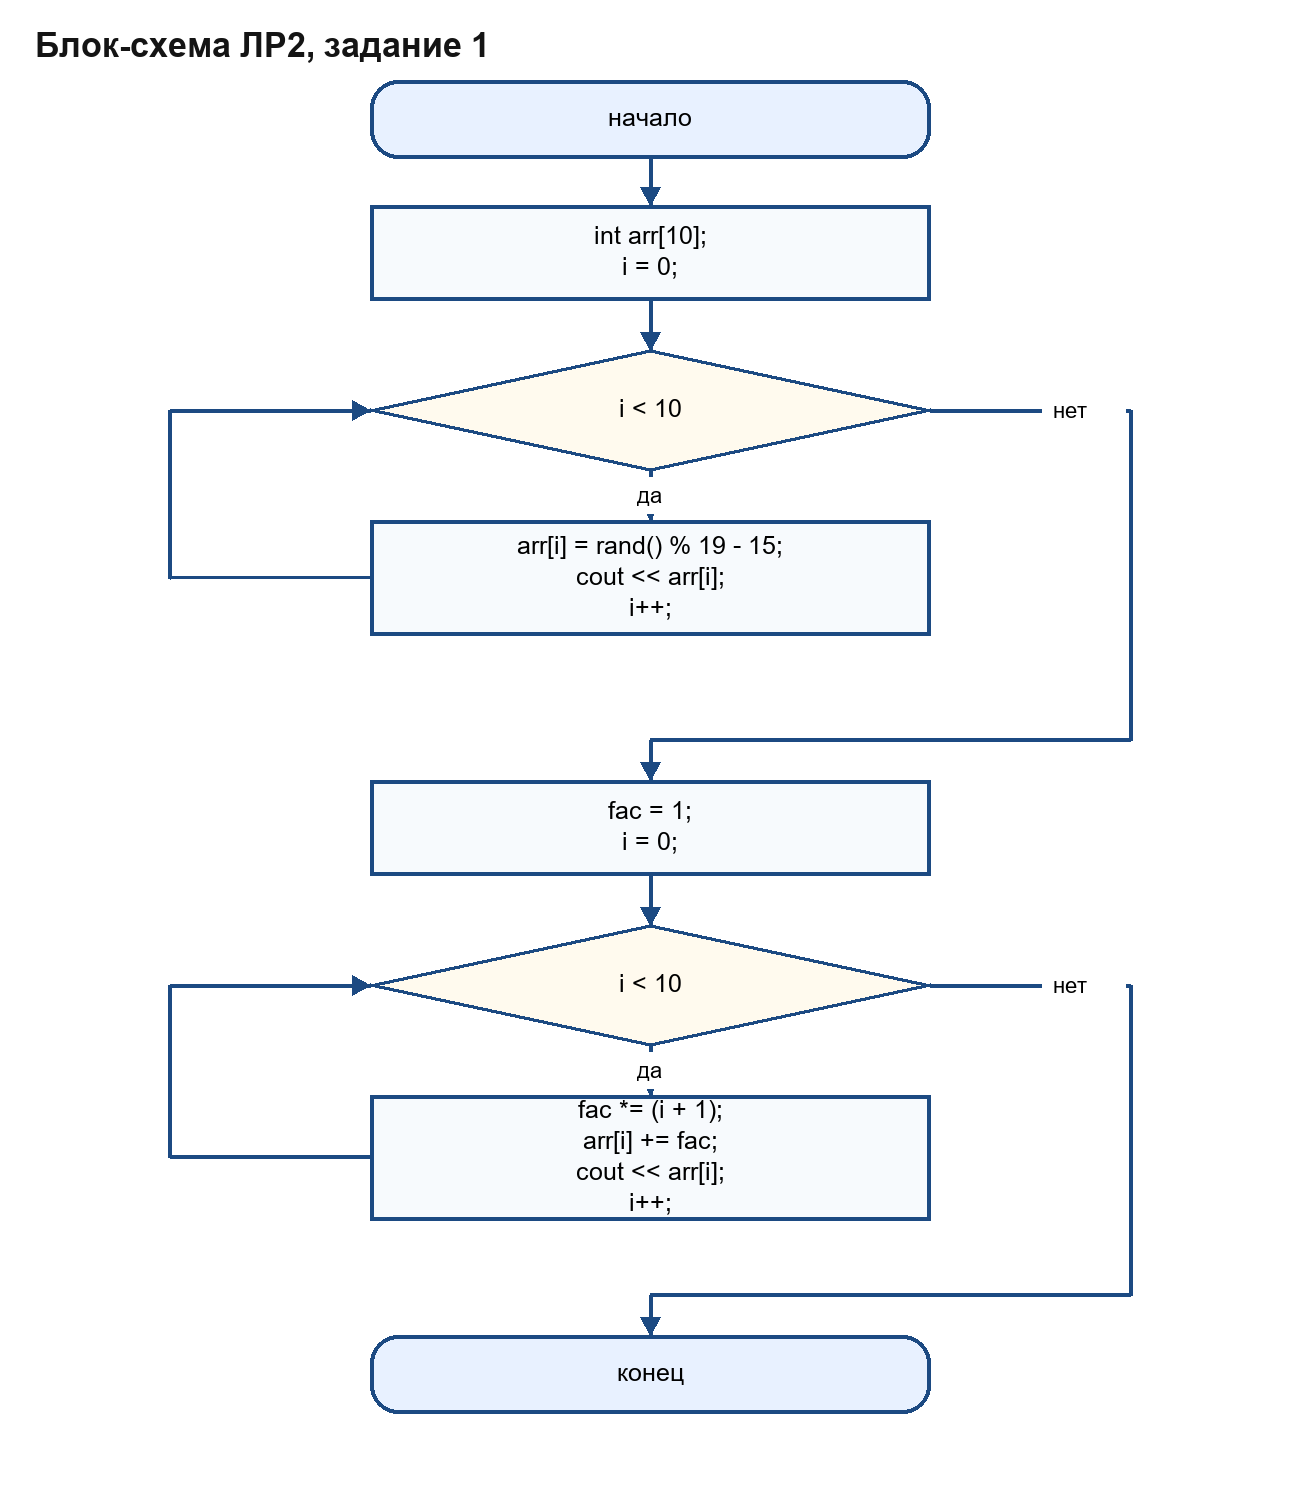 Блок-схема ЛР2, задание 1
начало
int arr[10];
i = 0;
i < 10
нет
да
arr[i] = rand() % 19 - 15;
cout << arr[i];
i++;
fac = 1;
i = 0;
i < 10
нет
да
fac *= (i + 1);
arr[i] += fac;
cout << arr[i];
i++;
конец